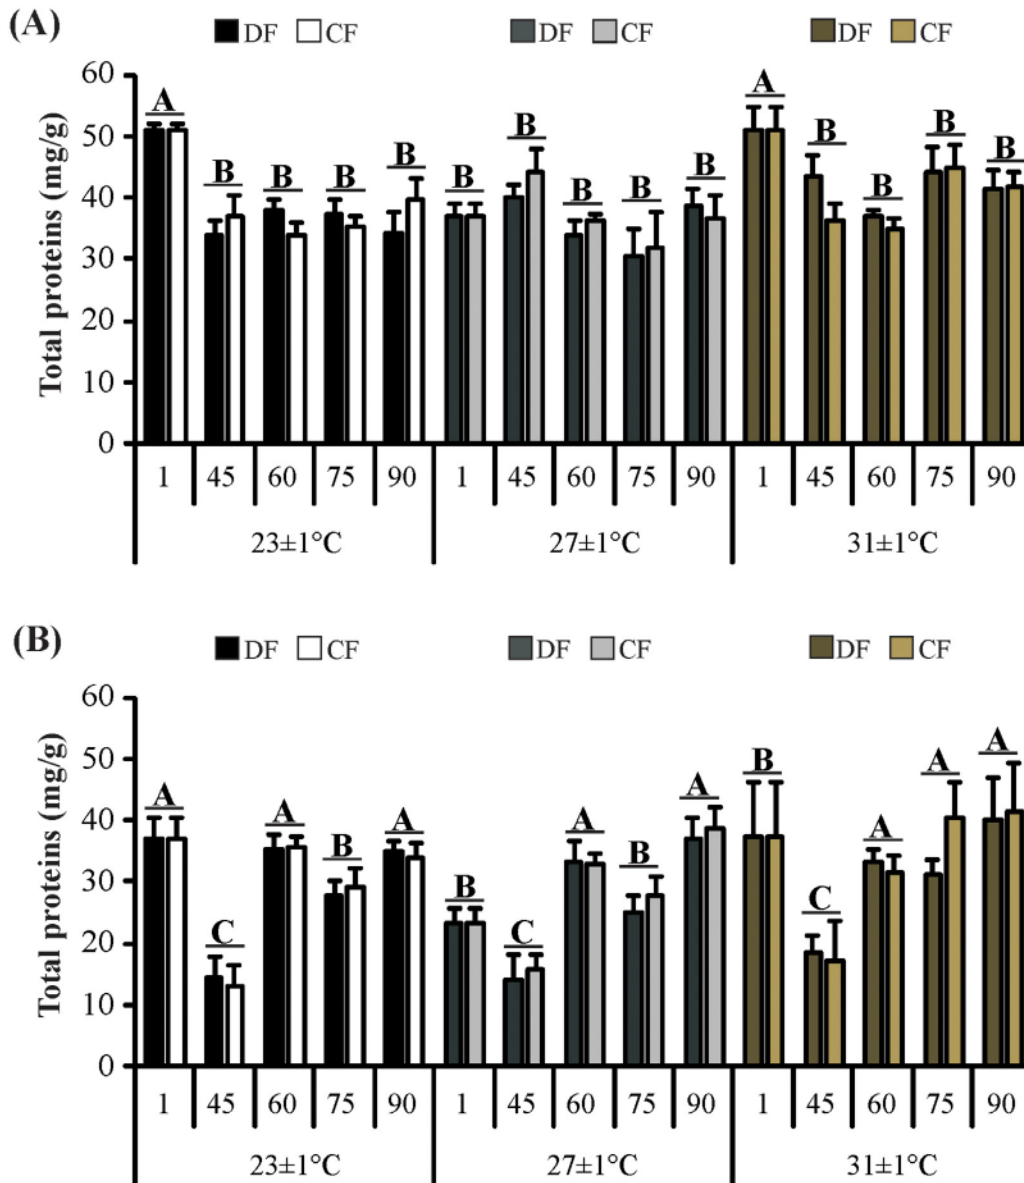 (A)
DF CF DF CF DF CF
Total proteins (mg/g)
60
50
40
30
20
10
0
A B B B B B B B B B A B B B B
1 45 60 75 90 1 45 60 75 90 1 45 60 75 90
23±1°C 27±1°C 31±1°C
(B)
DF CF DF CF DF CF
Total proteins (mg/g)
60
50
40
30
20
10
0
A C A B A B C A B A B C A A A
1 45 60 75 90 1 45 60 75 90 1 45 60 75 90
23±1°C 27±1°C 31±1°C